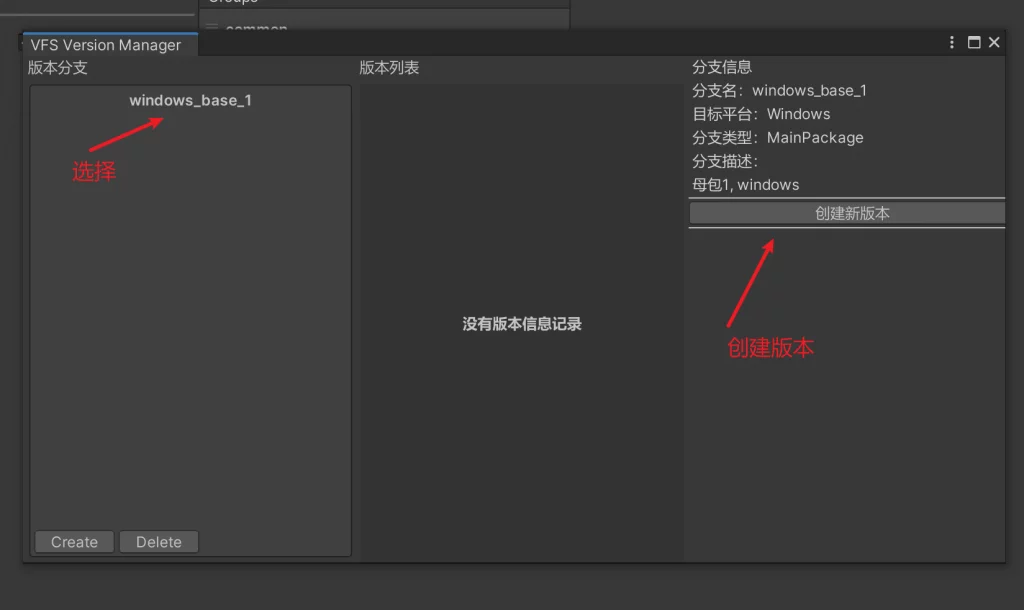 Groups
common
VFS Version Manager
版本分支
windows_base_1
选择
Create
Delete
版本列表
没有版本信息记录
分支信息
分支名：windows_base_1
目标平台：Windows
分支类型：MainPackage
分支描述：
母包1, windows
创建新版本
创建版本